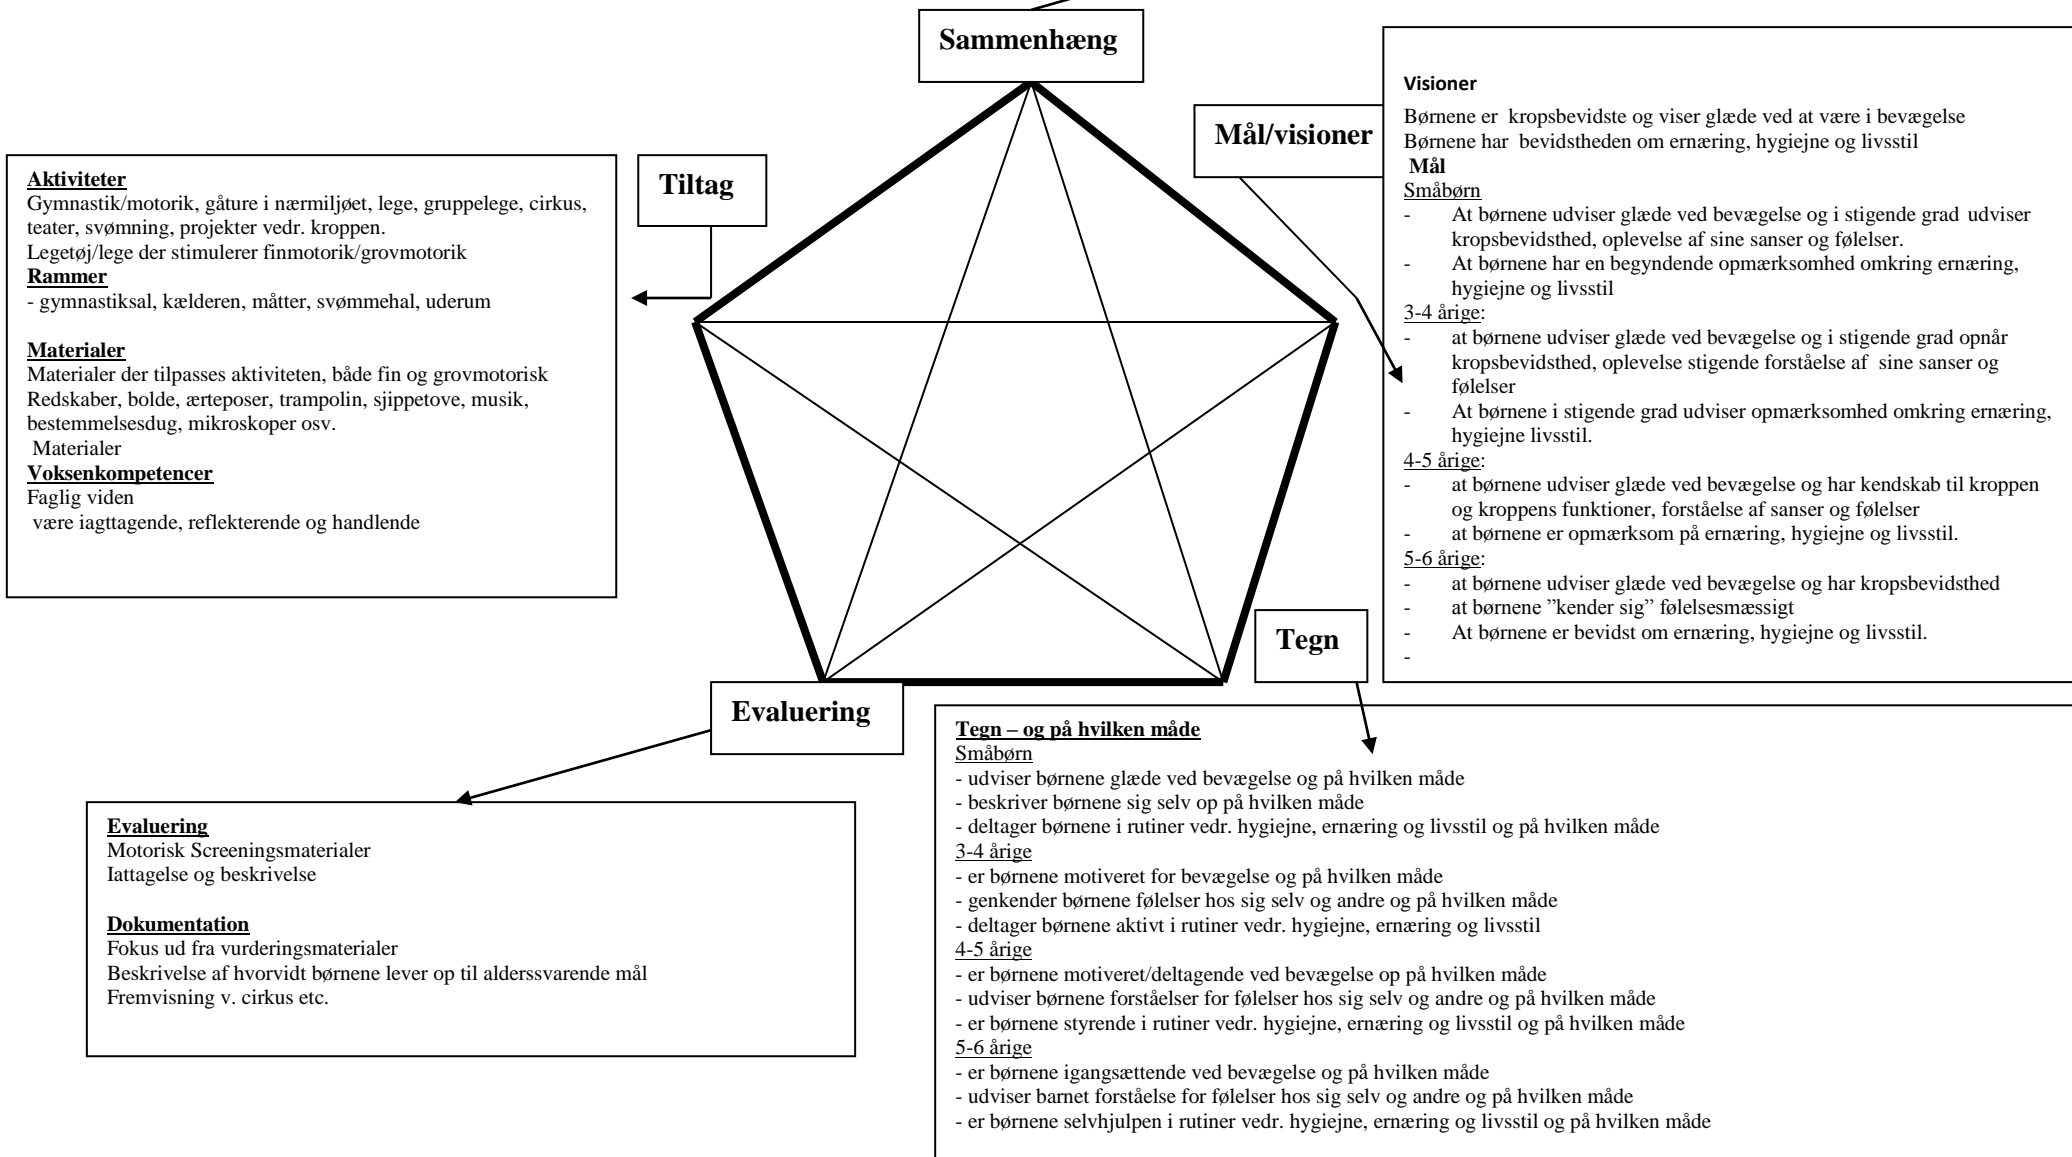 Sammenhæng
Mål/visioner
Visioner
Børnene er kropsbevidste og viser glæde ved at være i bevægelse
Børnene har bevidstheden om ernæring, hygiejne og livsstil
Mål
Småbørn
- At børnene udviser glæde ved bevægelse og i stigende grad udviser
kropsbevidsthed, oplevelse af sine sanser og følelser.
- At børnene har en begyndende opmærksomhed omkring ernæring,
hygiejne og livsstil
3-4 årige:
- at børnene udviser glæde ved bevægelse og i stigende grad opnår
kropsbevidsthed, oplevelse stigende forståelse af sine sanser og
følelser
- At børnene i stigende grad udviser opmærksomhed omkring ernæring,
hygiejne livsstil.
4-5 årige:
- at børnene udviser glæde ved bevægelse og har kendskab til kroppen
og kroppens funktioner, forståelse af sanser og følelser
- at børnene er opmærksom på ernæring, hygiejne og livsstil.
5-6 årige:
- at børnene udviser glæde ved bevægelse og har kropsbevidsthed
- at børnene ”kender sig” følelsesmæssigt
- At børnene er bevidst om ernæring, hygiejne og livsstil.
-
Tiltag
Aktiviteter
Gymnastik/motorik, gåture i nærmiljøet, lege, gruppelege, cirkus,
teater, svømning, projekter vedr. kroppen.
Legetøj/lege der stimulerer finmotorik/grovmotorik
Rammer
- gymnastiksal, kælderen, måtter, svømmehal, uderum
Materialer
Materialer der tilpasses aktiviteten, både fin og grovmotorisk
Redskaber, bolde, ærteposer, trampolin, sjippetove, musik,
bestemmelsesdug, mikroskoper osv.
Materialer
Voksenkompetencer
Faglig viden
være iagttagende, reflekterende og handlende
Tegn
Tegn – og på hvilken måde
Småbørn
- udviser børnene glæde ved bevægelse og på hvilken måde
- beskriver børnene sig selv op på hvilken måde
- deltager børnene i rutiner vedr. hygiejne, ernæring og livsstil og på hvilken måde
3-4 årige
- er børnene motiveret for bevægelse og på hvilken måde
- genkender børnene følelser hos sig selv og andre og på hvilken måde
- deltager børnene aktivt i rutiner vedr. hygiejne, ernæring og livsstil
4-5 årige
- er børnene motiveret/deltagende ved bevægelse op på hvilken måde
- udviser børnene forståelser for følelser hos sig selv og andre og på hvilken måde
- er børnene styrende i rutiner vedr. hygiejne, ernæring og livsstil og på hvilken måde
5-6 årige
- er børnene igangsættende ved bevægelse og på hvilken måde
- udviser barnet forståelse for følelser hos sig selv og andre og på hvilken måde
- er børnene selvhjulpen i rutiner vedr. hygiejne, ernæring og livsstil og på hvilken måde
Evaluering
Evaluering
Motorisk Screeningsmaterialer
Iattagelse og beskrivelse
Dokumentation
Fokus ud fra vurderingsmaterialer
Beskrivelse af hvorvidt børnene lever op til alderssvarende mål
Fremvisning v. cirkus etc.